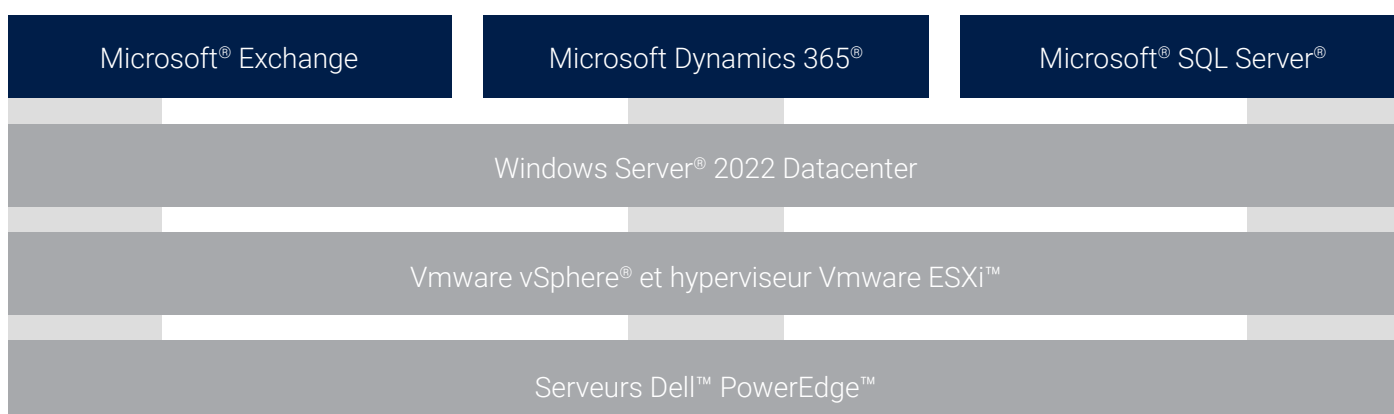 Microsoft® Exchange
Microsoft Dynamics 365®
Microsoft® SQL Server®
Windows Server® 2022 Datacenter
Vmware vSphere® et hyperviseur Vmware ESXi™
Serveurs Dell™ PowerEdge™